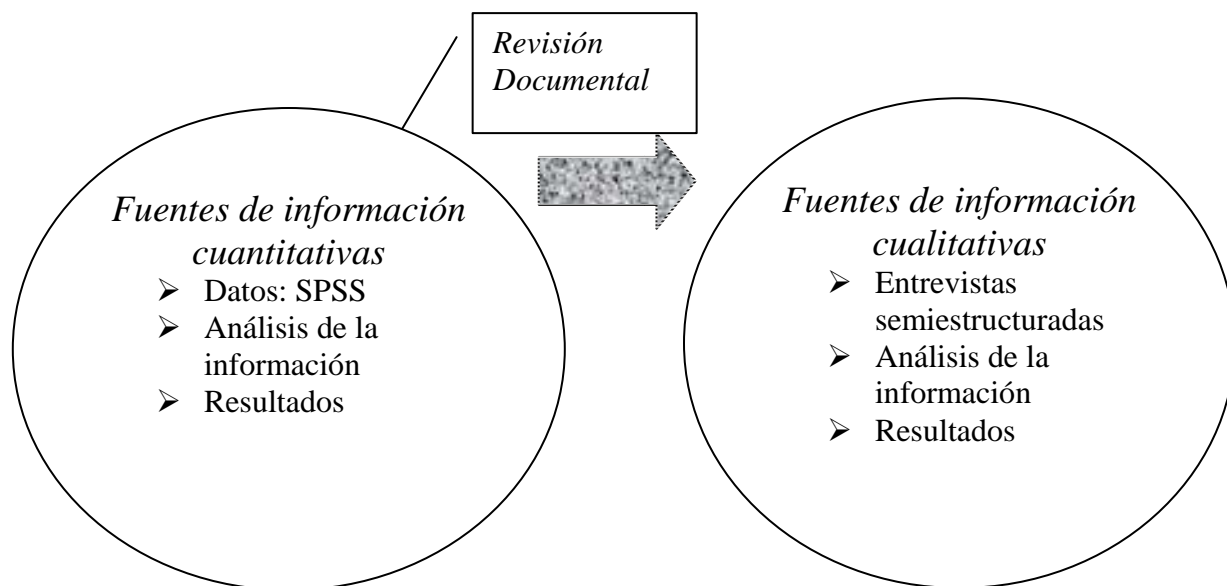 Revisión
Documental
Fuentes de información
cuantitativas
➢ Datos: SPSS
➢ Análisis de la
información
➢ Resultados
Fuentes de información
cualitativas
➢ Entrevistas
semiestructuradas
➢ Análisis de la
información
➢ Resultados